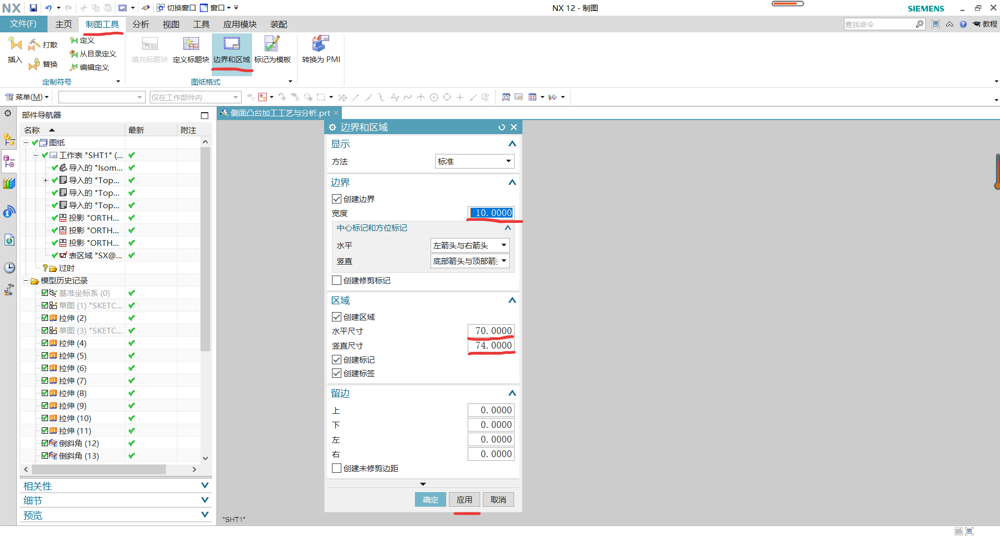 NX
切换窗口 窗口
NX 12 - 制图
SIEMENS
文件(F) 主页 制图工具 分析 视图 工具 应用模块 装配
查找命令
教程
插入
打散
替换
定义
从目录定义
编辑定义
填充标题块 定义标题块 边界和区域 标记为模板 转换为 PMI
定制符号
图纸格式
菜单(M)
仅在工作部件内
部件导航器
侧面凸台加工工艺与分析.prt
名称 最新 附注
图纸
工作表 "SHT1" (...
导入的 "Isom...
导入的 "Top...
导入的 "Top...
导入的 "Top...
投影 "ORTH...
投影 "ORTH...
投影 "ORTH...
表区域 "SX@...
过时
模型历史记录
基准坐标系 (0)
草图 (1) "SKETC...
拉伸 (2)
草图 (3) "SKETC...
拉伸 (4)
拉伸 (5)
拉伸 (6)
拉伸 (7)
拉伸 (8)
拉伸 (9)
拉伸 (10)
拉伸 (11)
倒斜角 (12)
倒斜角 (13)
相关性
细节
预览
边界和区域
显示
方法 标准
边界
创建边界
宽度 10.0000
中心标记和方位标记
水平 左箭头与右箭头
竖直 底部箭头与顶部箭
创建修剪标记
区域
创建区域
水平尺寸 70.0000
竖直尺寸 74.0000
创建标记
创建标签
留边
上 0.0000
下 0.0000
左 0.0000
右 0.0000
创建未修剪边距
确定 应用 取消
"SHT1"